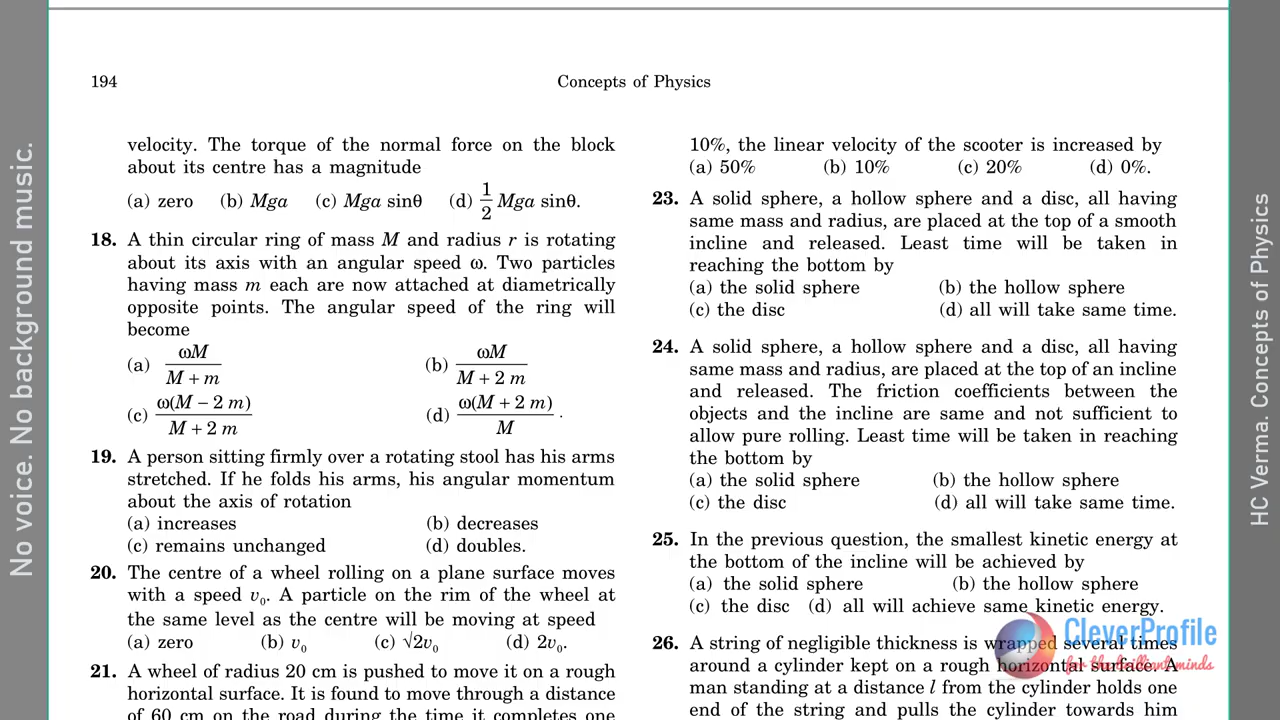 No voice. No background music.
194
Concepts of Physics
velocity. The torque of the normal force on the block
about its centre has a magnitude
(a) zero (b) Mga (c) Mga sinθ (d) 1/2 Mga sinθ.
18. A thin circular ring of mass M and radius r is rotating
about its axis with an angular speed ω. Two particles
having mass m each are now attached at diametrically
opposite points. The angular speed of the ring will
become
(a) ωM / M + m (b) ωM / M + 2 m
(c) ω(M − 2 m) / M + 2 m (d) ω(M + 2 m) / M .
19. A person sitting firmly over a rotating stool has his arms
stretched. If he folds his arms, his angular momentum
about the axis of rotation
(a) increases (b) decreases
(c) remains unchanged (d) doubles.
20. The centre of a wheel rolling on a plane surface moves
with a speed v₀. A particle on the rim of the wheel at
the same level as the centre will be moving at speed
(a) zero (b) v₀ (c) √2v₀ (d) 2v₀.
21. A wheel of radius 20 cm is pushed to move it on a rough
horizontal surface. It is found to move through a distance
of 60 cm on the road during the time it completes one
10%, the linear velocity of the scooter is increased by
(a) 50% (b) 10% (c) 20% (d) 0%.
23. A solid sphere, a hollow sphere and a disc, all having
same mass and radius, are placed at the top of a smooth
incline and released. Least time will be taken in
reaching the bottom by
(a) the solid sphere (b) the hollow sphere
(c) the disc (d) all will take same time.
24. A solid sphere, a hollow sphere and a disc, all having
same mass and radius, are placed at the top of an incline
and released. The friction coefficients between the
objects and the incline are same and not sufficient to
allow pure rolling. Least time will be taken in reaching
the bottom by
(a) the solid sphere (b) the hollow sphere
(c) the disc (d) all will take same time.
25. In the previous question, the smallest kinetic energy at
the bottom of the incline will be achieved by
(a) the solid sphere (b) the hollow sphere
(c) the disc (d) all will achieve same kinetic energy.
26. A string of negligible thickness is wrapped several times
around a cylinder kept on a rough horizontal surface. A
man standing at a distance l from the cylinder holds one
end of the string and pulls the cylinder towards him
CleverProfile
for the brilliant minds
HC Verma. Concepts of Physics